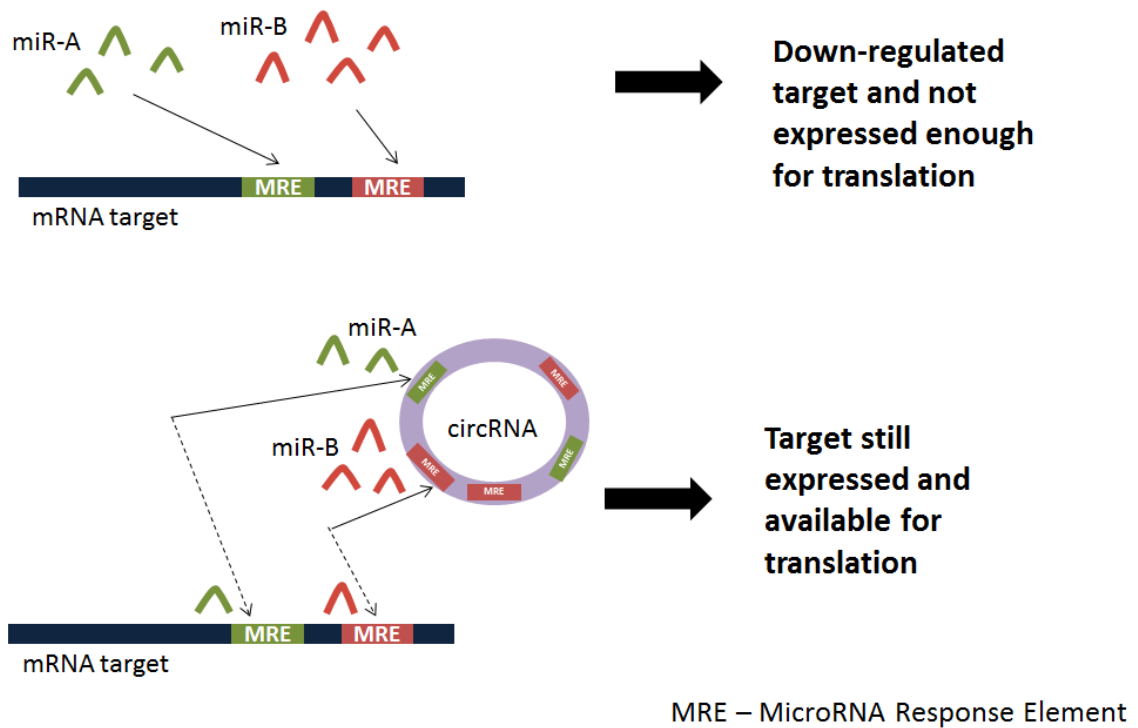 miR-A
miR-B
MRE
MRE
mRNA target
Down-regulated
target and not
expressed enough
for translation
miR-A
miR-B
circRNA
MRE
MRE
MRE
MRE
MRE
MRE
MRE
mRNA target
Target still
expressed and
available for
translation
MRE – MicroRNA Response Element